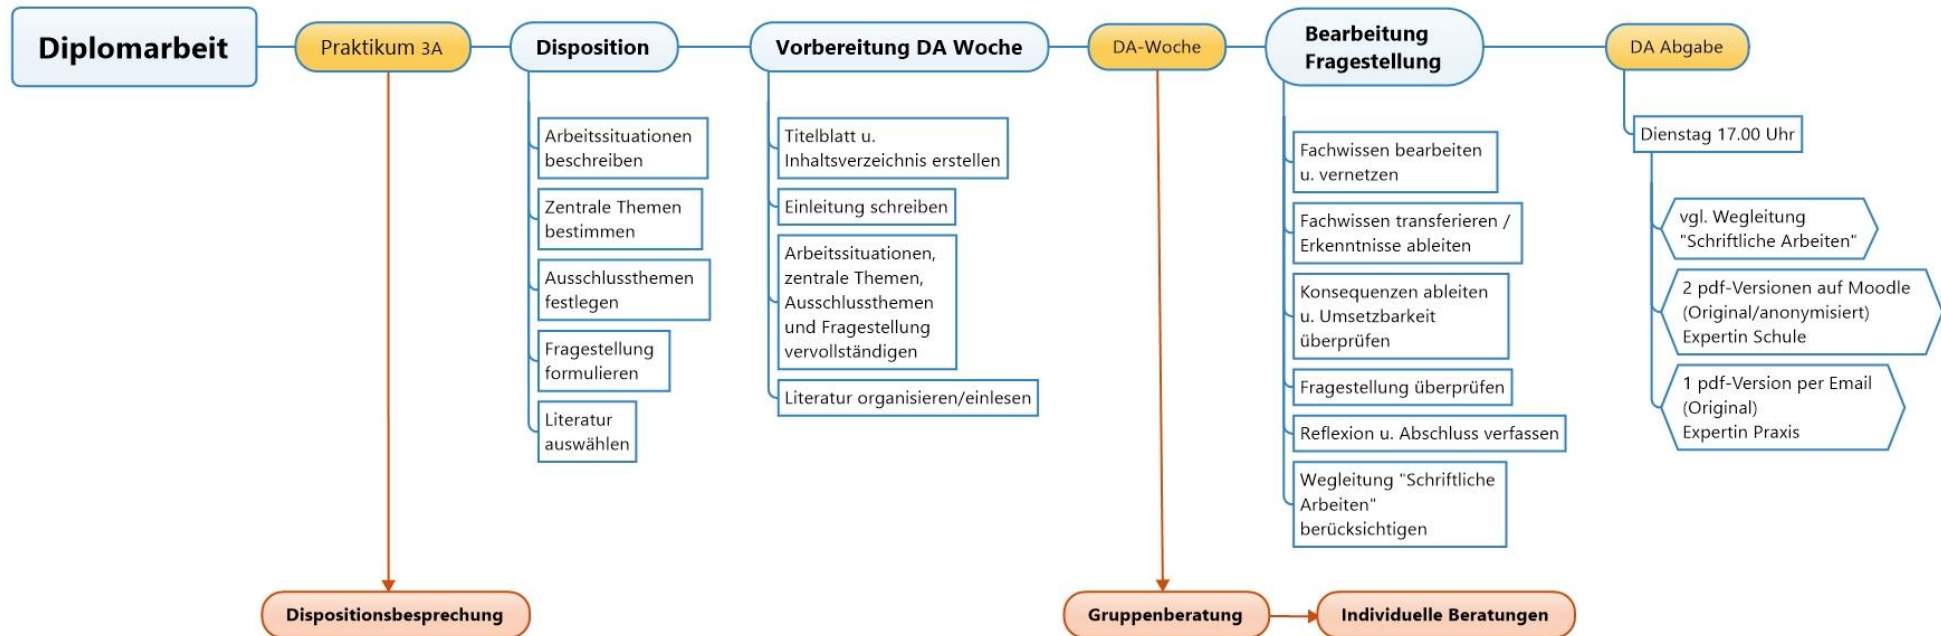 Diplomarbeit
Praktikum 3A
Disposition
Vorbereitung DA Woche
DA-Woche
Bearbeitung
Fragestellung
DA Abgabe
Arbeitssituationen
beschreiben
Zentrale Themen
bestimmen
Ausschlussthemen
festlegen
Fragestellung
formulieren
Literatur
auswählen
Titelblatt u.
Inhaltsverzeichnis erstellen
Einleitung schreiben
Arbeitssituationen,
zentrale Themen,
Ausschlussthemen
und Fragestellung
vervollständigen
Literatur organisieren/einlesen
Fachwissen bearbeiten
u. vernetzen
Fachwissen transferieren /
Erkenntnisse ableiten
Konsequenzen ableiten
u. Umsetzbarkeit
überprüfen
Fragestellung überprüfen
Reflexion u. Abschluss verfassen
Wegleitung "Schriftliche
Arbeiten"
berücksichtigen
Dienstag 17.00 Uhr
vgl. Wegleitung
"Schriftliche Arbeiten"
2 pdf-Versionen auf Moodle
(Original/anonymisiert)
Expertin Schule
1 pdf-Version per Email
(Original)
Expertin Praxis
Dispositionsbesprechung
Gruppenberatung
Individuelle Beratungen